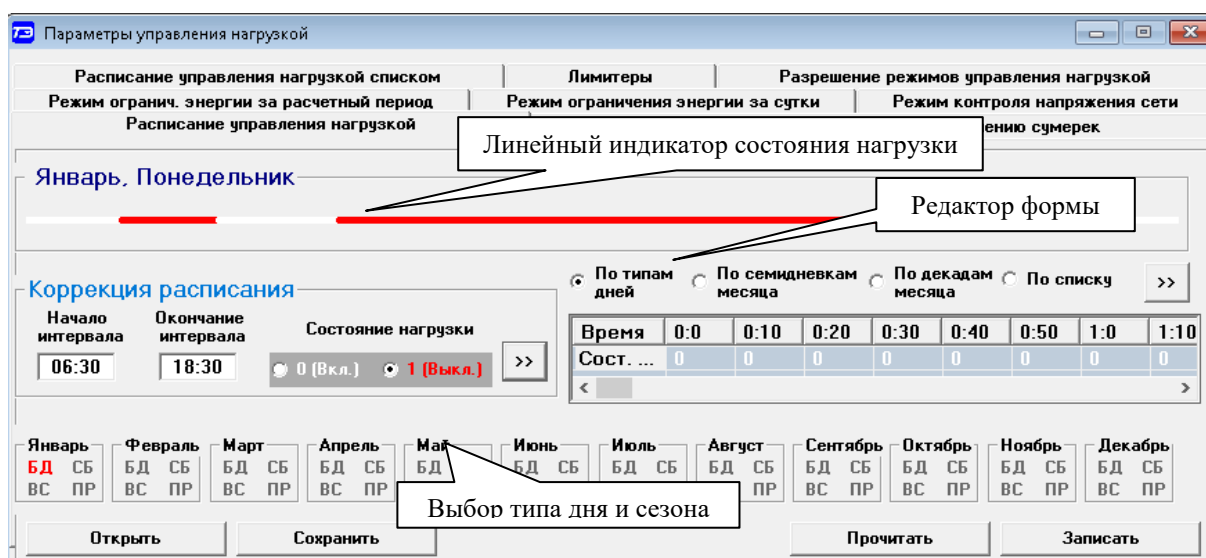 ТЭ Параметры управления нагрузкой
Расписание управления нагрузкой списком Лимитеры Разрешение режимов управления нагрузкой
Режим огранич. энергии за расчетный период Режим ограничения энергии за сутки Режим контроля напряжения сети
Расписание управления нагрузкой сумерек
Линейный индикатор состояния нагрузки
Январь, Понедельник
Редактор формы
По типам дней По семидневкам месяца По декадам месяца По списку >>
Коррекция расписания
Начало интервала Окончание интервала Состояние нагрузки
06:30 18:30 0 (Вкл.) 1 (Выкл.) >>
Время 0:0 0:10 0:20 0:30 0:40 0:50 1:0 1:10
Сост. ... 0 0 0 0 0 0 0 0
< >
Январь Февраль Март Апрель Май Июнь Июль Август Сентябрь Октябрь Ноябрь Декабрь
БД СБ БД СБ БД СБ БД СБ БД БД СБ БД СБ БД СБ БД СБ БД СБ БД СБ БД СБ
ВС ПР ВС ПР ВС ПР ВС ПР ПР ВС ПР ВС ПР ВС ПР ВС ПР
Выбор типа дня и сезона
Открыть Сохранить Прочитать Записать